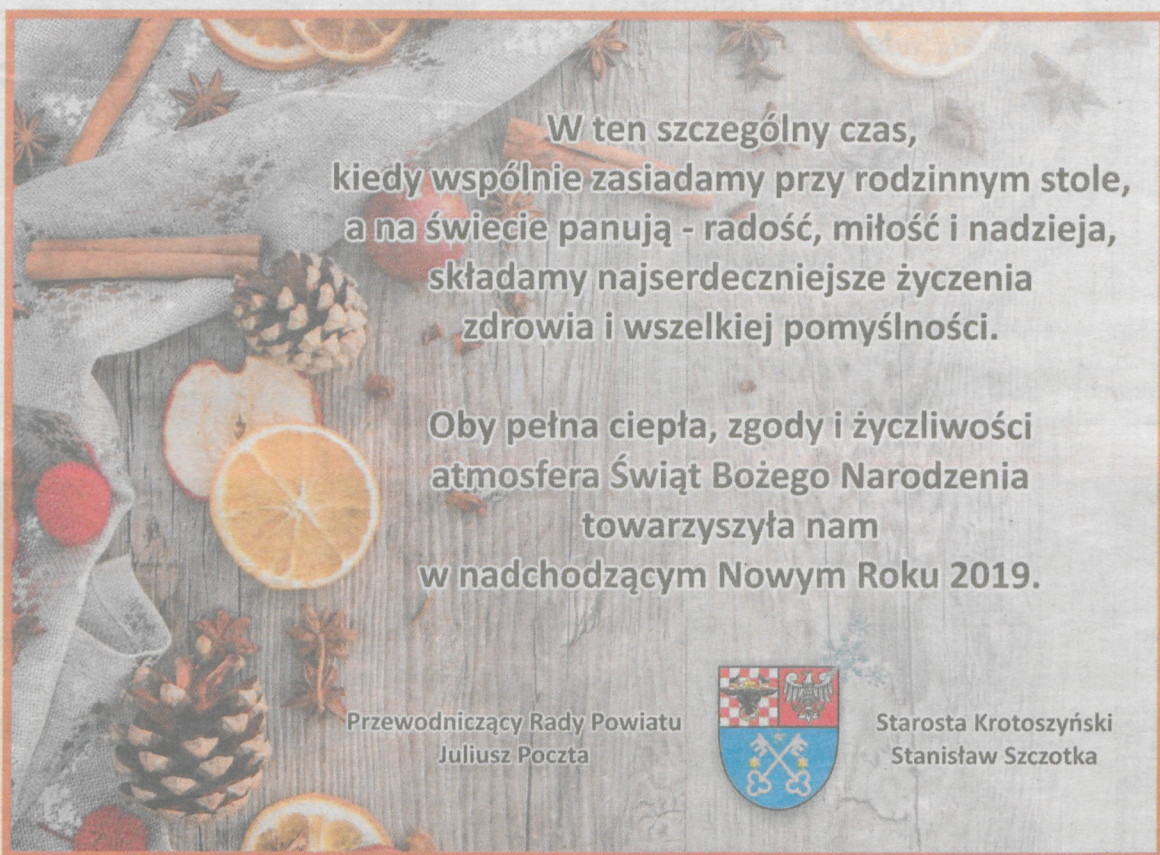 W ten szczególny czas,
kiedy wspólnie zasiadamy przy rodzinnym stole,
a na świecie panują - radość, miłość i nadzieja,
składamy najserdeczniejsze życzenia
zdrowia i wszelkiej pomyślności.
Oby pełna ciepła, zgody i życzliwości
atmosfera Świąt Bożego Narodzenia
towarzyszyła nam
w nadchodzącym Nowym Roku 2019.
Przewodniczący Rady Powiatu
Juliusz Poczta
Starosta Krotoszyński
Stanisław Szczotka